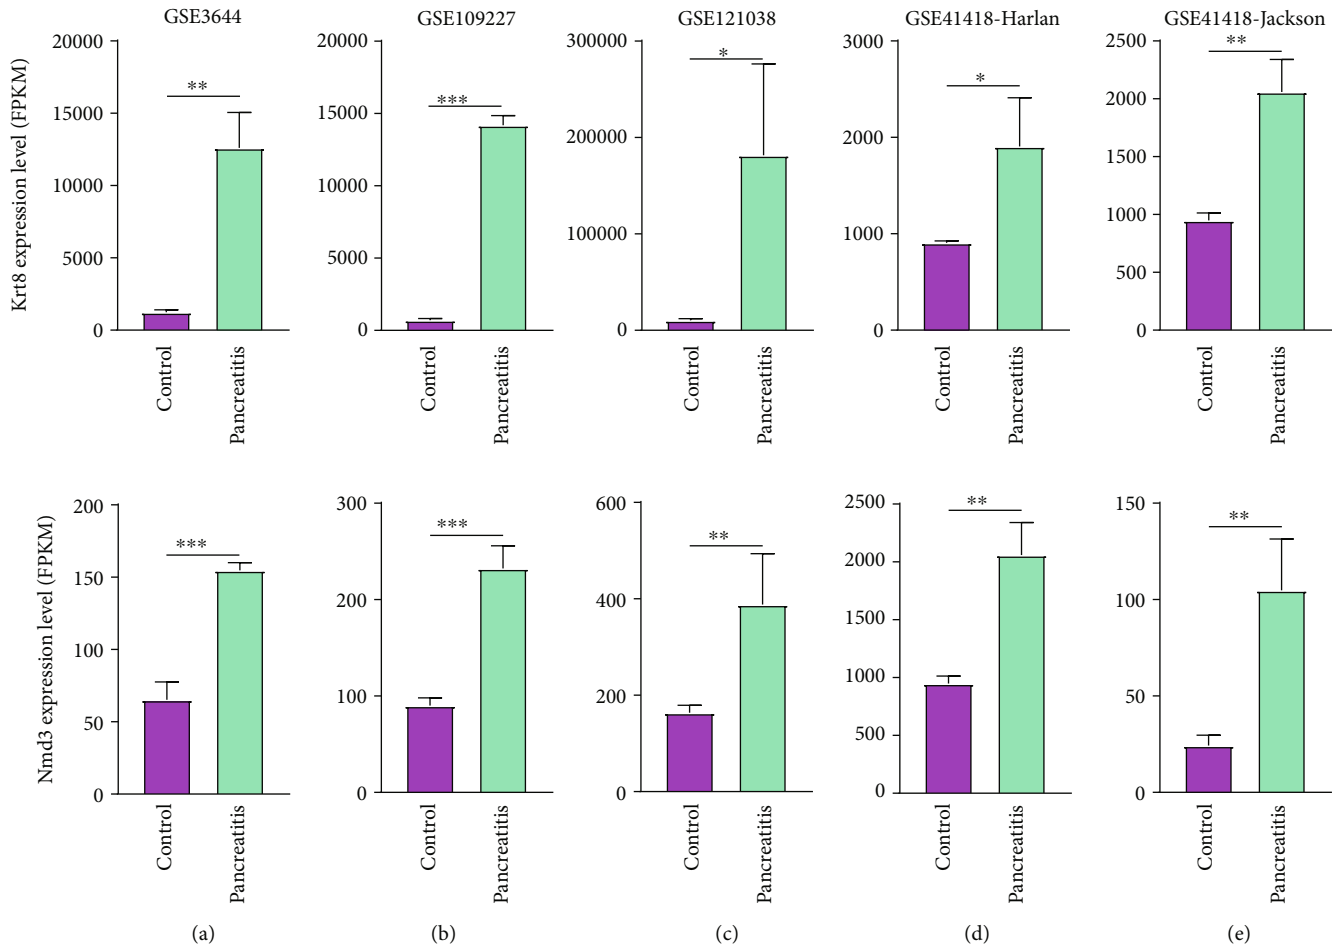 GSE3644
GSE109227
GSE121038
GSE41418-Harlan
GSE41418-Jackson
Krt8 expression level (FPKM)
20000
15000
10000
5000
0
**
Control
Pancreatitis
20000
15000
10000
5000
0
***
Control
Pancreatitis
300000
200000
100000
0
*
Control
Pancreatitis
3000
2000
1000
0
*
Control
Pancreatitis
2500
2000
1500
1000
500
0
**
Control
Pancreatitis
Nmd3 expression level (FPKM)
200
150
100
50
0
***
Control
Pancreatitis
300
200
100
0
***
Control
Pancreatitis
600
400
200
0
**
Control
Pancreatitis
2500
2000
1500
1000
500
0
**
Control
Pancreatitis
150
100
50
0
**
Control
Pancreatitis
(a)
(b)
(c)
(d)
(e)